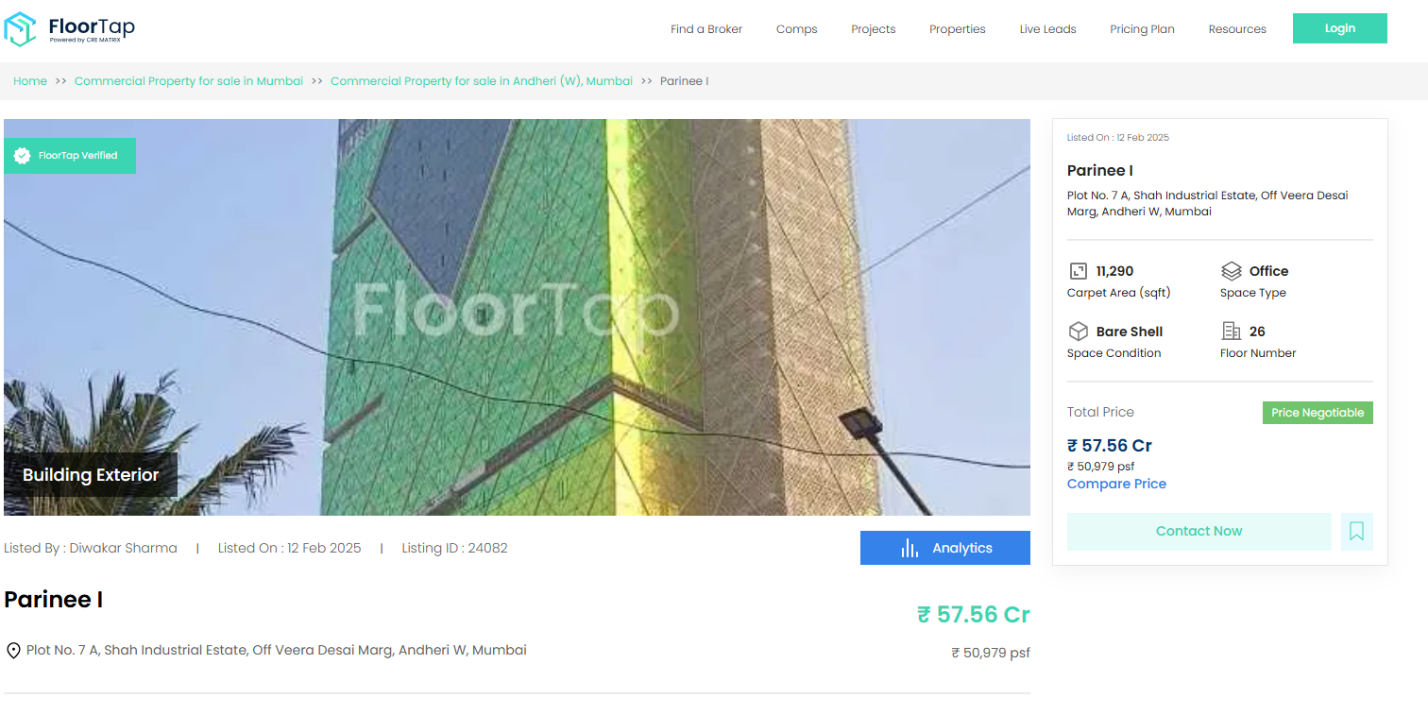 FloorTap
Powered by CRE MATRIX
Find a Broker
Comps
Projects
Properties
Live Leads
Pricing Plan
Resources
Login
Home >> Commercial Property for sale in Mumbai >> Commercial Property for sale in Andheri (W), Mumbai >> Parinee I
FloorTap Verified
FloorTap
Building Exterior
Listed By : Diwakar Sharma | Listed On : 12 Feb 2025 | Listing ID : 24082
Analytics
Parinee I
₹ 57.56 Cr
Plot No. 7 A, Shah Industrial Estate, Off Veera Desai Marg, Andheri W, Mumbai
₹ 50,979 psf
Listed On : 12 Feb 2025
Parinee I
Plot No. 7 A, Shah Industrial Estate, Off Veera Desai
Marg, Andheri W, Mumbai
11,290
Carpet Area (sqft)
Office
Space Type
Bare Shell
Space Condition
26
Floor Number
Total Price
Price Negotiable
₹ 57.56 Cr
₹ 50,979 psf
Compare Price
Contact Now